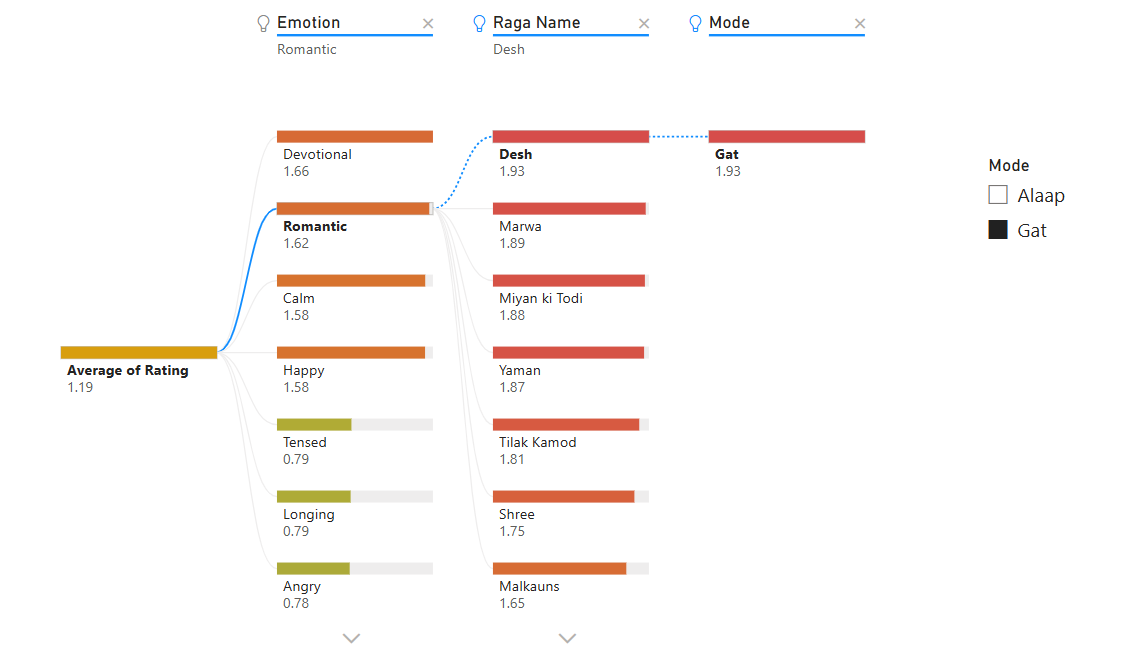 Emotion
Romantic
Raga Name
Desh
Mode
Average of Rating
1.19
Devotional
1.66
Romantic
1.62
Calm
1.58
Happy
1.58
Tensed
0.79
Longing
0.79
Angry
0.78
Desh
1.93
Marwa
1.89
Miyan ki Todi
1.88
Yaman
1.87
Tilak Kamod
1.81
Shree
1.75
Malkauns
1.65
Gat
1.93
Mode
Alaap
Gat